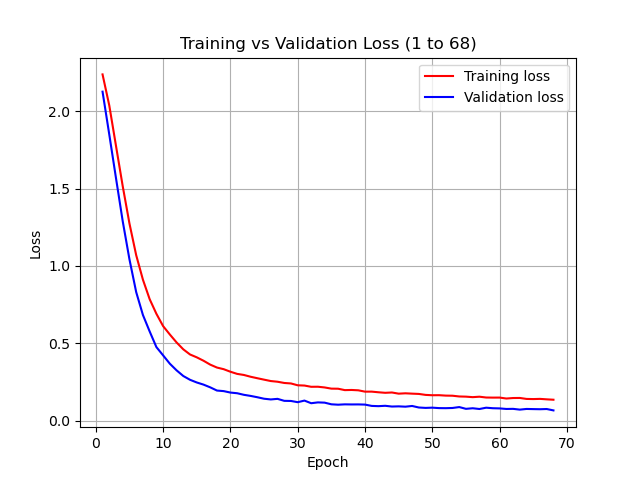 Training vs Validation Loss (1 to 68)
Training loss
Validation loss
Loss
2.0
1.5
1.0
0.5
0.0
0 10 20 30 40 50 60 70
Epoch